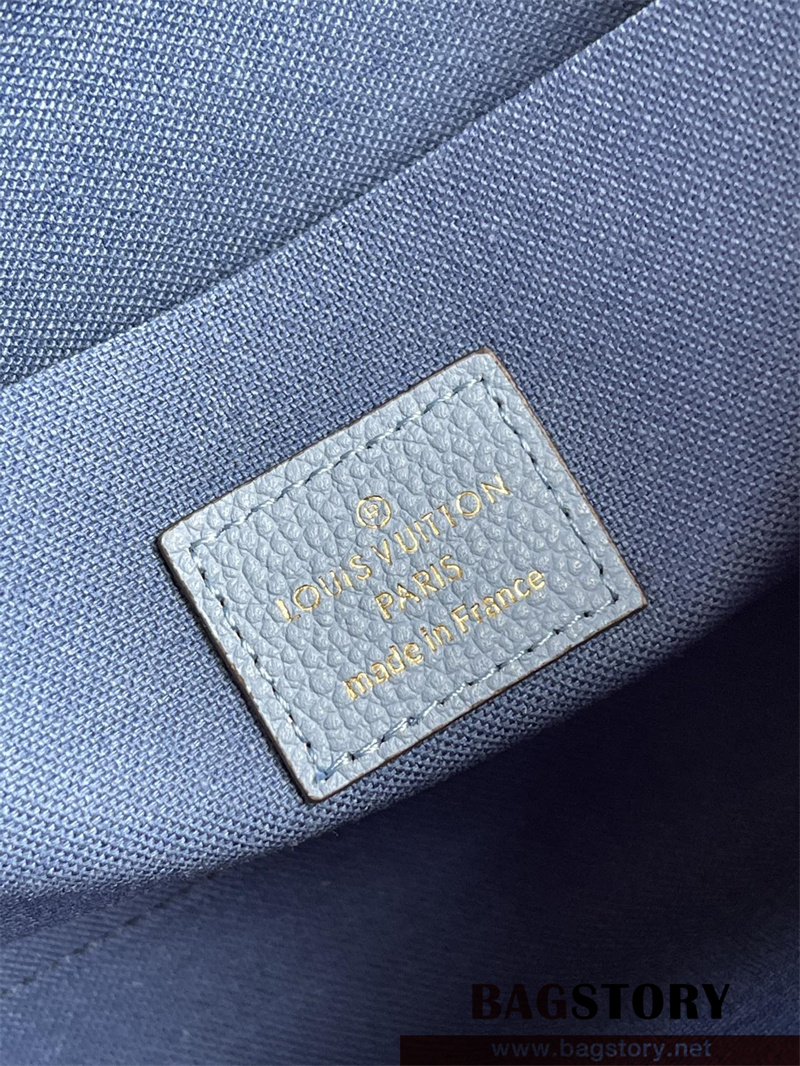 LOUIS VUITTON
PARIS
made in France
BAGSTORY
www.bagstory.net